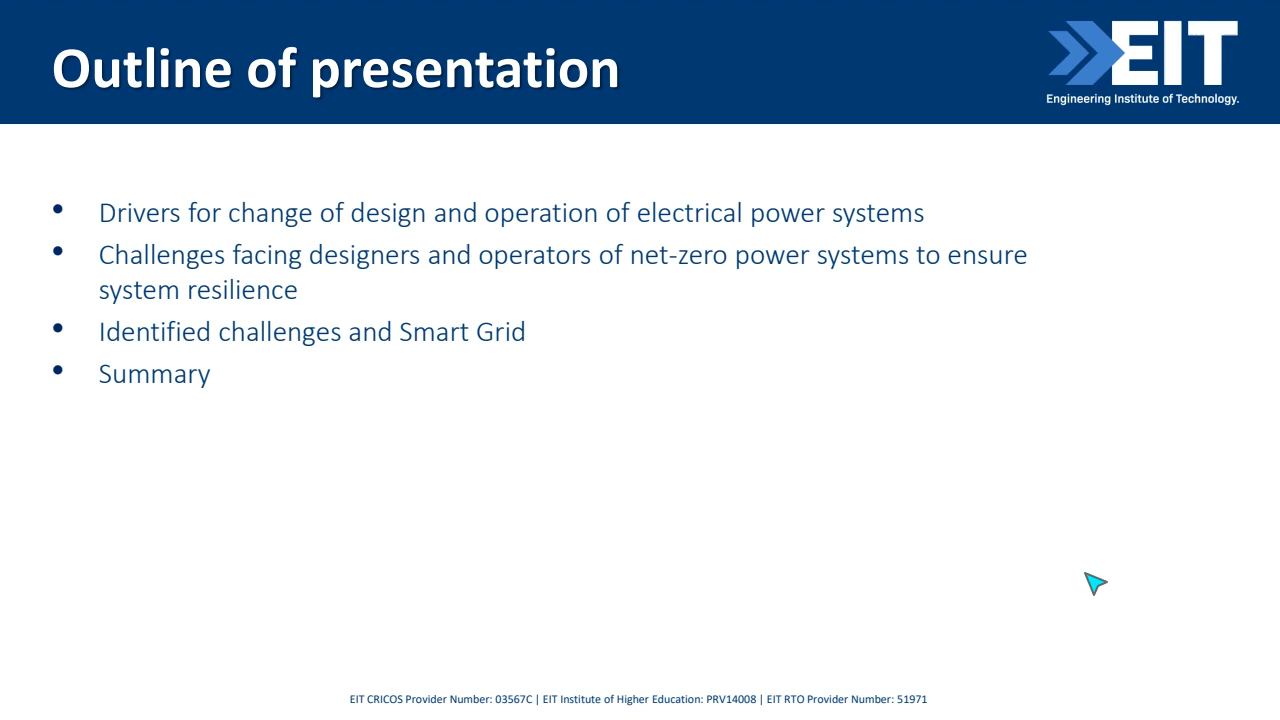 Outline of presentation
EIT
Engineering Institute of Technology.
• Drivers for change of design and operation of electrical power systems
• Challenges facing designers and operators of net-zero power systems to ensure
system resilience
• Identified challenges and Smart Grid
• Summary
EIT CRICOS Provider Number: 03567C | EIT Institute of Higher Education: PRV14008 | EIT RTO Provider Number: 51971